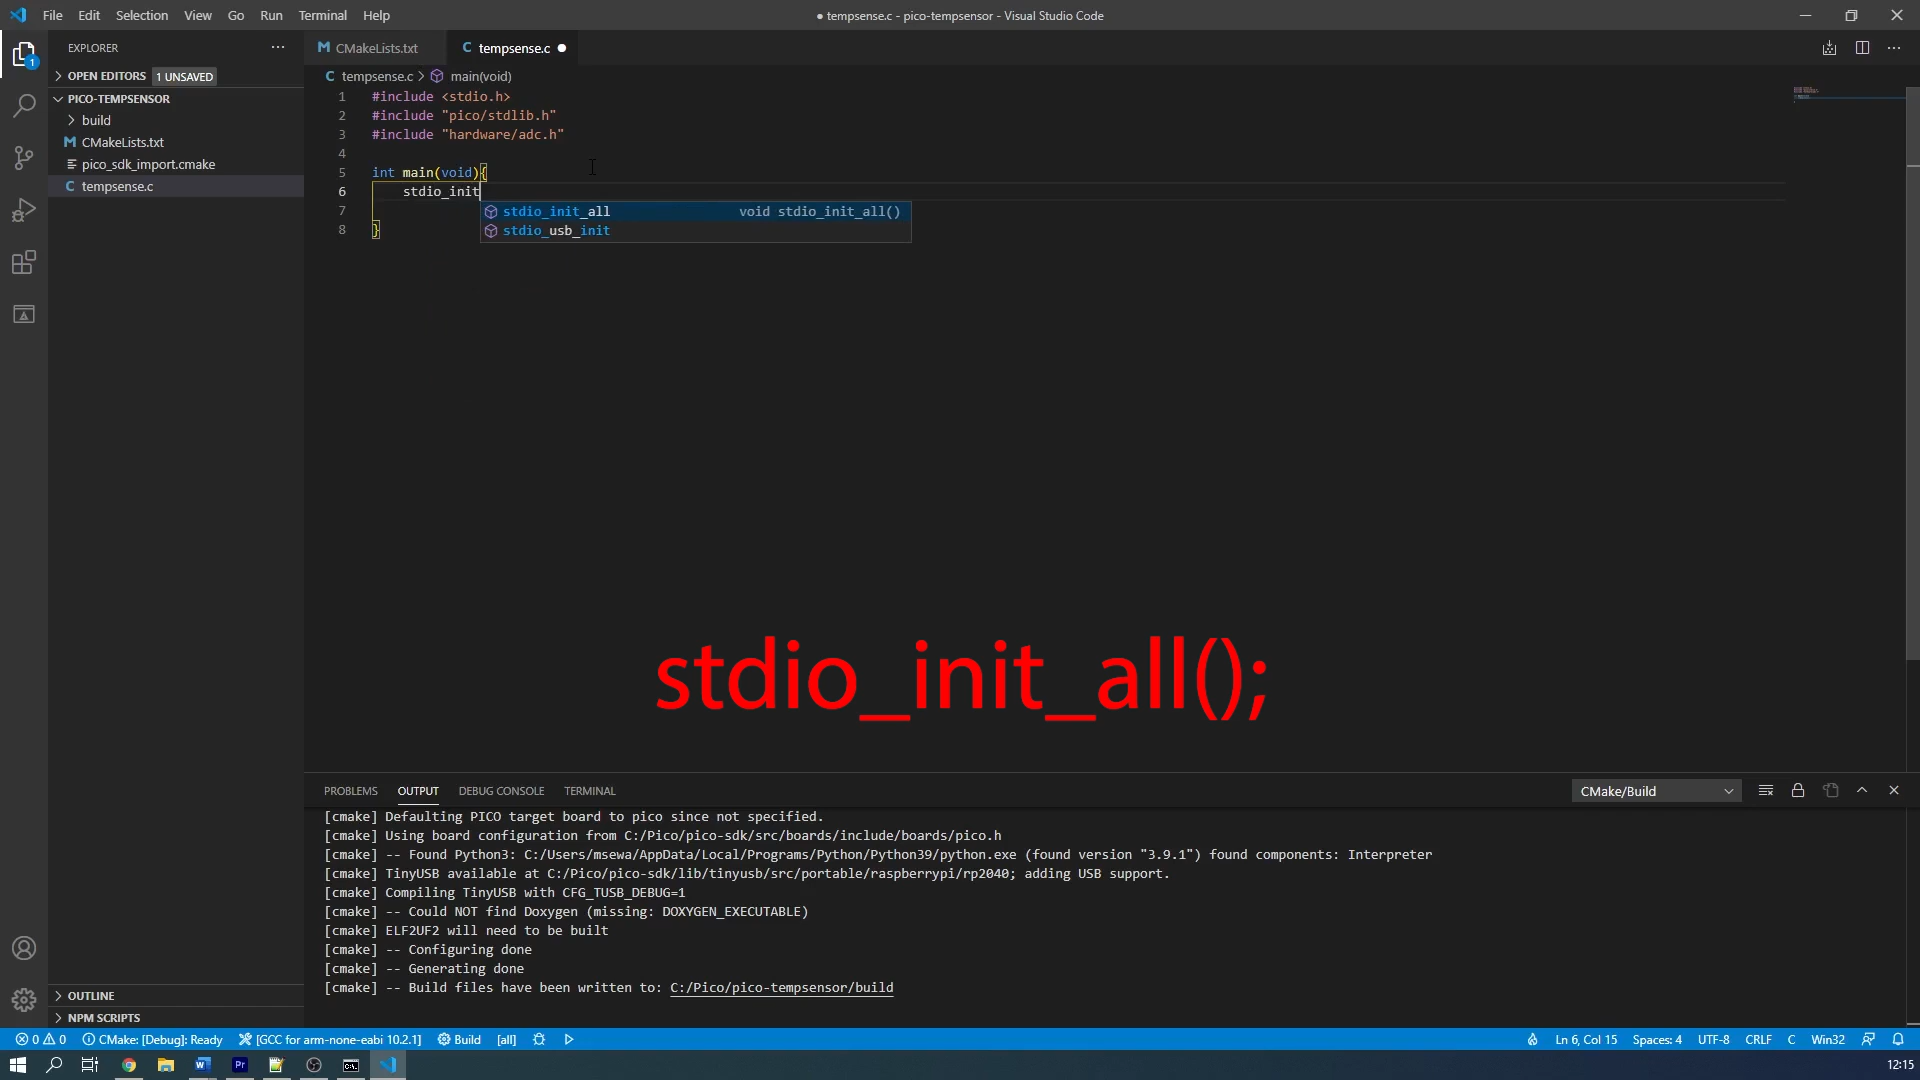 File Edit Selection View Go Run Terminal Help
● tempsense.c - pico-tempsensor - Visual Studio Code
EXPLORER
OPEN EDITORS 1 UNSAVED
PICO-TEMPSENSOR
build
M CMakeLists.txt
pico_sdk_import.cmake
C tempsense.c
OUTLINE
NPM SCRIPTS
1
M CMakeLists.txt
C tempsense.c ●
C tempsense.c > main(void)
1 #include <stdio.h>
2 #include "pico/stdlib.h"
3 #include "hardware/adc.h"
4
5 int main(void){
6 stdio_init
7
8 }
stdio_init_all void stdio_init_all()
stdio_usb_init
stdio_init_all();
PROBLEMS OUTPUT DEBUG CONSOLE TERMINAL
CMake/Build
[cmake] Defaulting PICO target board to pico since not specified.
[cmake] Using board configuration from C:/Pico/pico-sdk/src/boards/include/boards/pico.h
[cmake] -- Found Python3: C:/Users/msewa/AppData/Local/Programs/Python/Python39/python.exe (found version "3.9.1") found components: Interpreter
[cmake] TinyUSB available at C:/Pico/pico-sdk/lib/tinyusb/src/portable/raspberrypi/rp2040; adding USB support.
[cmake] Compiling TinyUSB with CFG_TUSB_DEBUG=1
[cmake] -- Could NOT find Doxygen (missing: DOXYGEN_EXECUTABLE)
[cmake] ELF2UF2 will need to be built
[cmake] -- Configuring done
[cmake] -- Generating done
[cmake] -- Build files have been written to: C:/Pico/pico-tempsensor/build
0 0 CMake: [Debug]: Ready [GCC for arm-none-eabi 10.2.1] Build [all]
Ln 6, Col 15 Spaces: 4 UTF-8 CRLF C Win32
W Pr
12:15